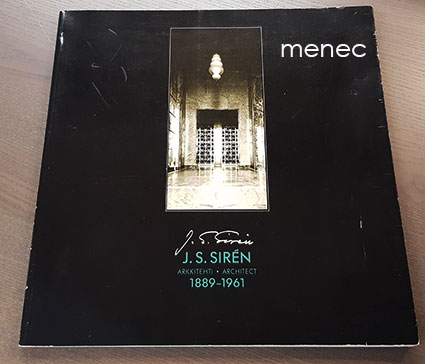 menec
J. S. Sirén
J. S. SIRÉN
ARKKITEHTI • ARCHITECT
1889–1961